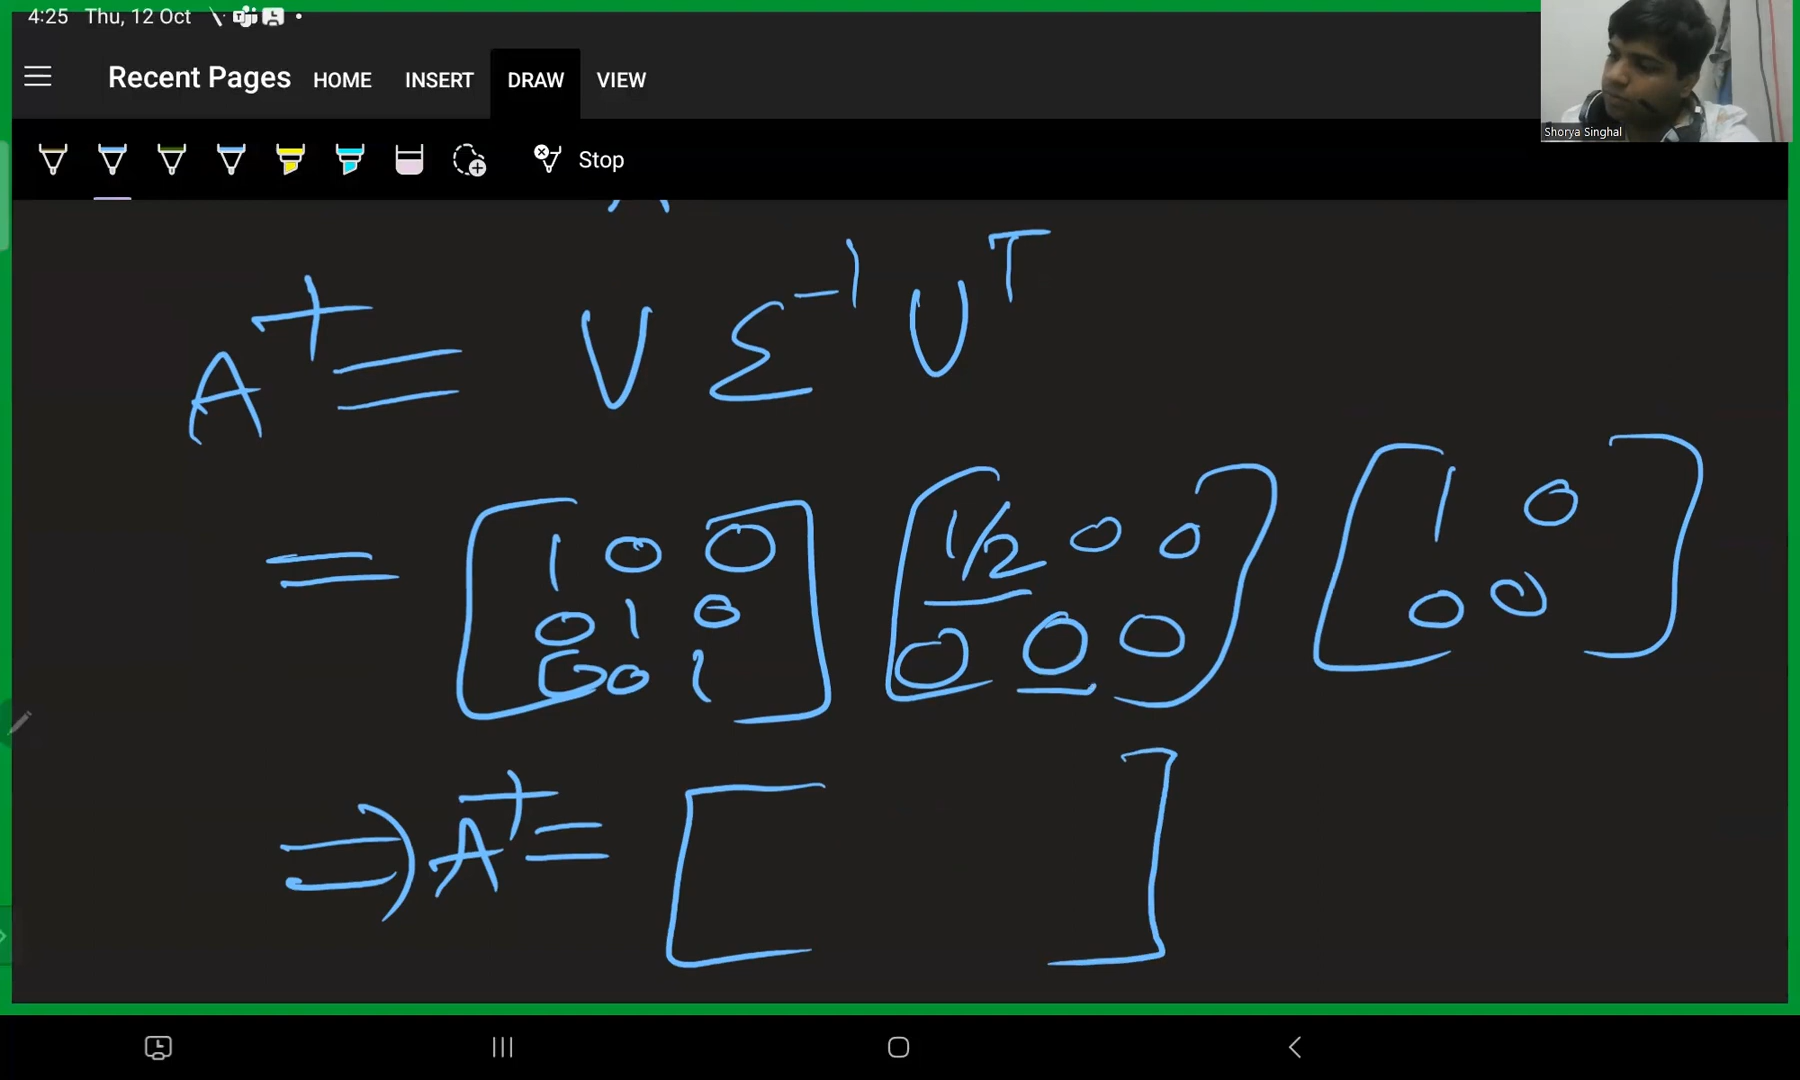 4:25 Thu, 12 Oct
Recent Pages HOME INSERT DRAW VIEW
Shorya Singhal
Stop
A⁺ = V Σ⁻¹ Uᵀ
= [1 0 0 [1/2 0 0 [1 0
0 1 0 0 0 0 0 0]
0 0 1] ]
⇒ A⁺ = [ ]